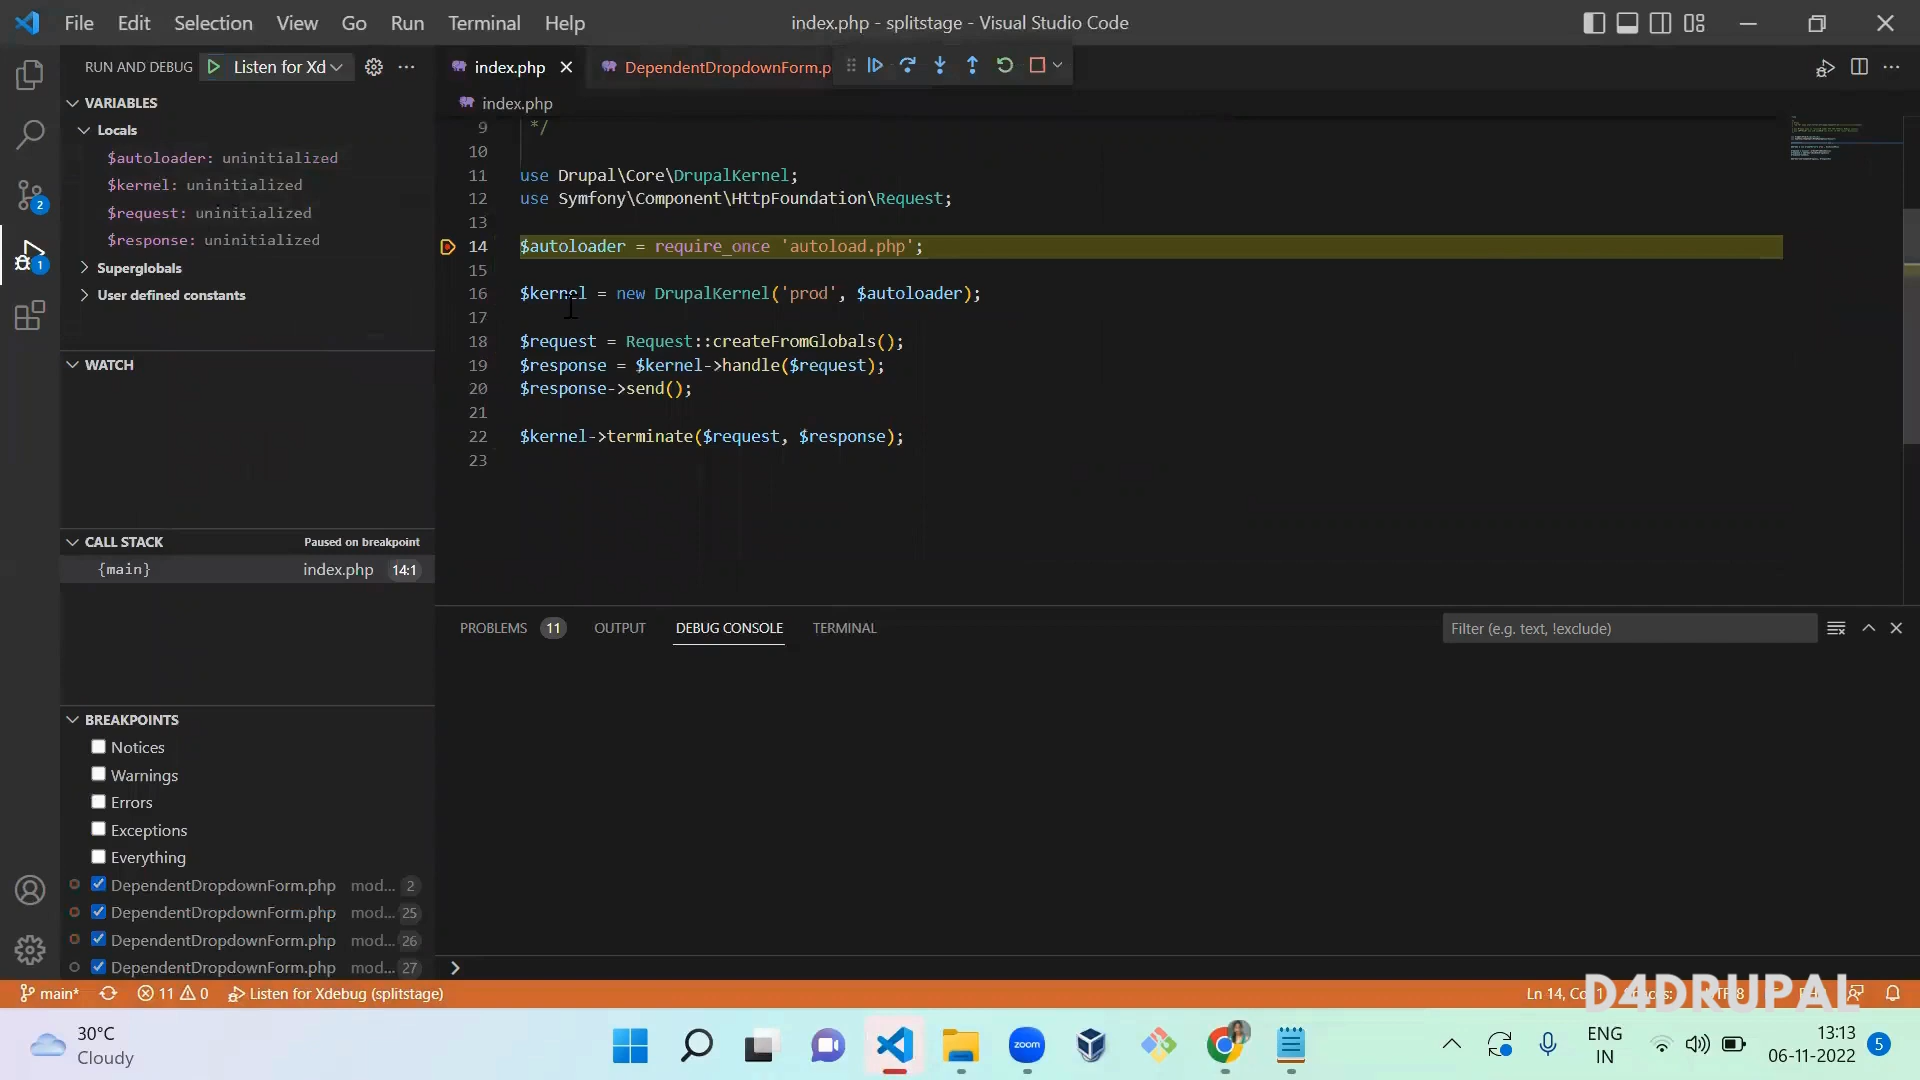 File Edit Selection View Go Run Terminal Help
index.php - splitstage - Visual Studio Code
RUN AND DEBUG
Listen for Xd
index.php
DependentDropdownForm.p
index.php
VARIABLES
Locals
$autoloader: uninitialized
$kernel: uninitialized
$request: uninitialized
$response: uninitialized
Superglobals
User defined constants
WATCH
CALL STACK
Paused on breakpoint
{main}
index.php 14:1
BREAKPOINTS
Notices
Warnings
Errors
Exceptions
Everything
DependentDropdownForm.php mod... 2
DependentDropdownForm.php mod... 25
DependentDropdownForm.php mod... 26
DependentDropdownForm.php mod... 27
2
1
9 */
10
11 use Drupal\Core\DrupalKernel;
12 use Symfony\Component\HttpFoundation\Request;
13
14 $autoloader = require_once 'autoload.php';
15
16 $kernel = new DrupalKernel('prod', $autoloader);
17
18 $request = Request::createFromGlobals();
19 $response = $kernel->handle($request);
20 $response->send();
21
22 $kernel->terminate($request, $response);
23
PROBLEMS 11 OUTPUT DEBUG CONSOLE TERMINAL
Filter (e.g. text, !exclude)
main* 11 0 Listen for Xdebug (splitstage)
Ln 14,
D4DRUPAL
30°C
Cloudy
zoom
ENG
IN
13:13
06-11-2022
5